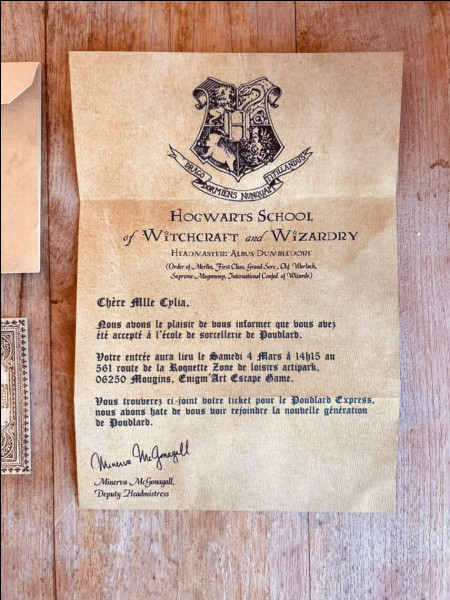 DRACO DORMIENS NUNQUAM TITILLANDUS
HOGWARTS SCHOOL
of WITCHCRAFT and WIZARDRY
HEADMASTER: ALBUS DUMBLEDORE
(Order of Merlin, First Class, Grand Sorc., Chf. Warlock,
Supreme Mugwump, International Confed. of Wizards)
Chère Mlle Cylia,
Nous avons le plaisir de vous informer que vous avez
été accepté à l'école de sorcellerie de Poudlard.
Votre entrée aura lieu le Samedi 4 Mars à 14h15 au
561 route de la Roquette Zone de loisirs actipark,
06250 Mougins, Enigm'Art Escape Game.
Vous trouverez ci-joint votre ticket pour le Poudlard Express,
nous avons hate de vous voir rejoindre la nouvelle génération
de Poudlard.
Minerva McGonagall
Minerva McGonagall,
Deputy Headmistress